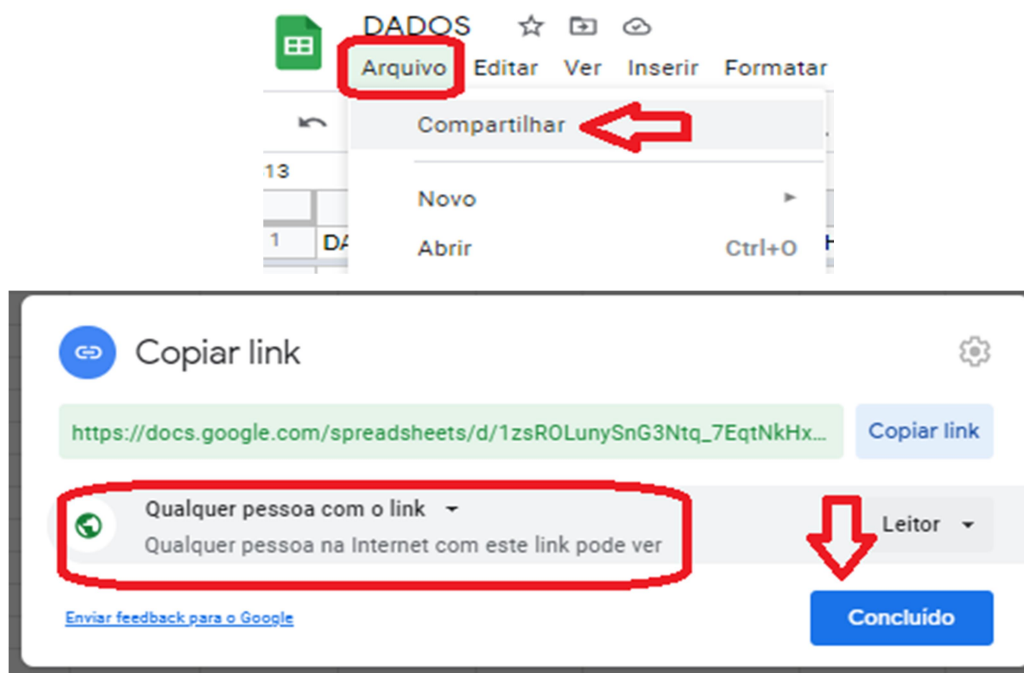 DADOS
Arquivo Editar Ver Inserir Formatar
Compartilhar
13
Novo
1 DA
Abrir Ctrl+O H
Copiar link
https://docs.google.com/spreadsheets/d/1zsROLunySnG3Ntq_7EqtNkHx... Copiar link
Qualquer pessoa com o link
Qualquer pessoa na Internet com este link pode ver
Leitor
Enviar feedback para o Google
Concluído